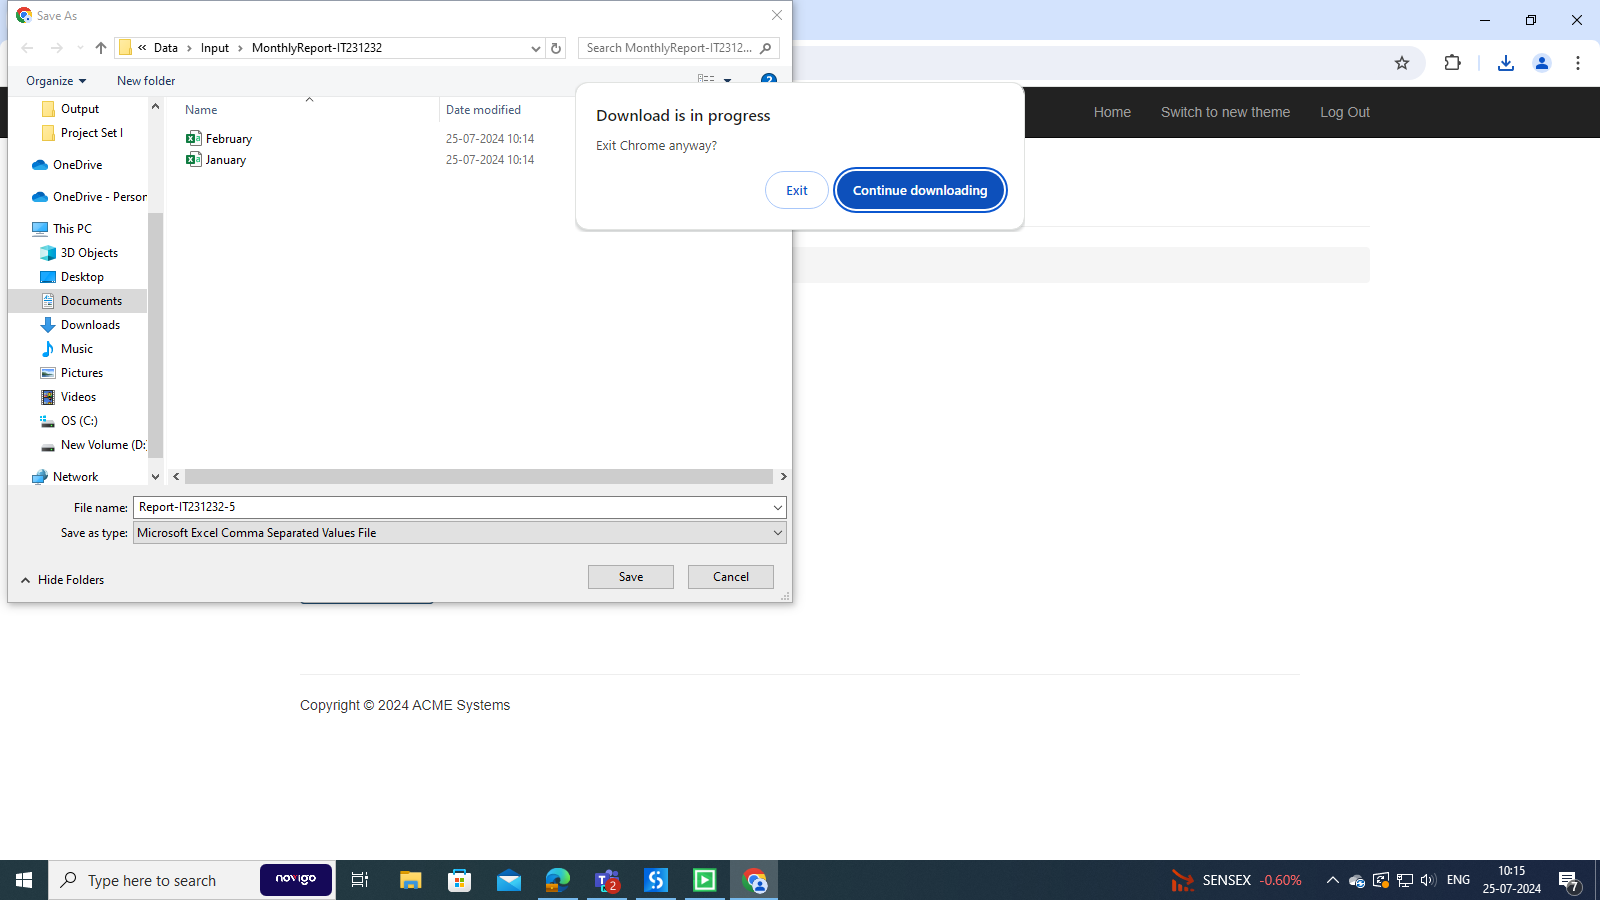 Save As
« Data › Input › MonthlyReport-IT231232
Search MonthlyReport-IT2312...
Organize
New folder
?
Name
Date modified
Output
Project Set I
OneDrive
OneDrive - Person
This PC
3D Objects
Desktop
Documents
Downloads
Music
Pictures
Videos
OS (C:)
New Volume (D:
Network
February
25-07-2024 10:14
January
25-07-2024 10:14
File name:
Report-IT231232-5
Save as type:
Microsoft Excel Comma Separated Values File
Hide Folders
Save
Cancel
Download is in progress
Exit Chrome anyway?
Exit
Continue downloading
Home
Switch to new theme
Log Out
Copyright © 2024 ACME Systems
Type here to search
novigo
2
SENSEX -0.60%
ENG
10:15
25-07-2024
7